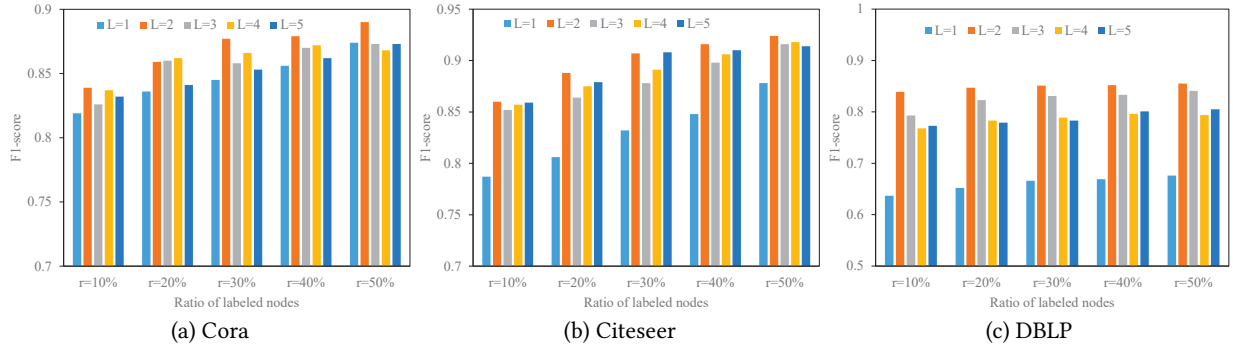 0.9
0.85
0.8
0.75
0.7
F1-score
L=1 L=2 L=3 L=4 L=5
r=10% r=20% r=30% r=40% r=50%
Ratio of labeled nodes
(a) Cora
0.95
0.9
0.85
0.8
0.75
0.7
F1-score
L=1 L=2 L=3 L=4 L=5
r=10% r=20% r=30% r=40% r=50%
Ratio of labeled nodes
(b) Citeseer
1
0.9
0.8
0.7
0.6
0.5
F1-score
L=1 L=2 L=3 L=4 L=5
r=10% r=20% r=30% r=40% r=50%
Ratio of labeled nodes
(c) DBLP